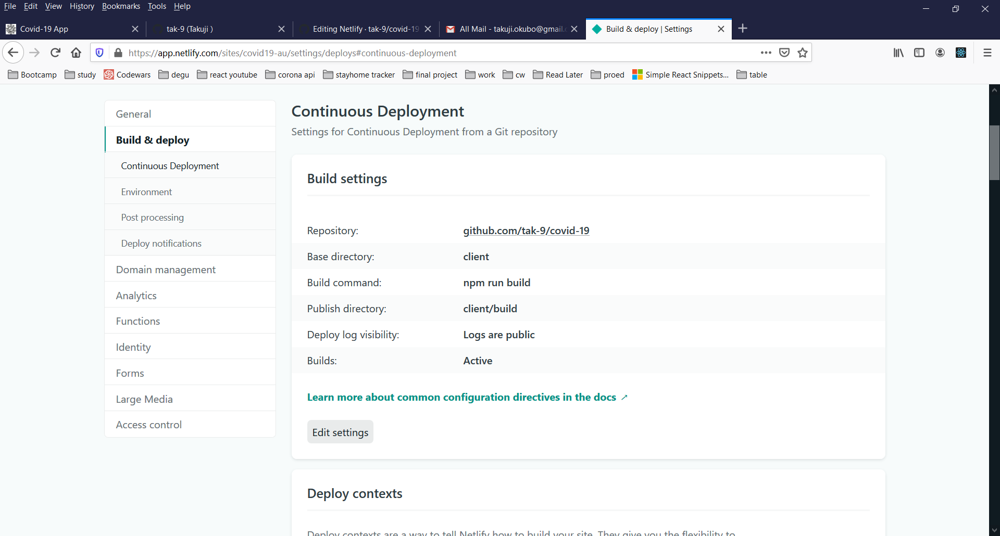 File Edit View History Bookmarks Tools Help
Covid-19 App
tak-9 (Takuji )
Editing Netlify · tak-9/covid-19
All Mail - takuji.okubo@gmail.
Build & deploy | Settings
https://app.netlify.com/sites/covid19-au/settings/deploys#continuous-deployment
Bootcamp study Codewars degu react youtube corona api stayhome tracker final project work cw Read Later proed Simple React Snippets... table
General
Build & deploy
Continuous Deployment
Environment
Post processing
Deploy notifications
Domain management
Analytics
Functions
Identity
Forms
Large Media
Access control
Continuous Deployment
Settings for Continuous Deployment from a Git repository
Build settings
Repository: github.com/tak-9/covid-19
Base directory: client
Build command: npm run build
Publish directory: client/build
Deploy log visibility: Logs are public
Builds: Active
Learn more about common configuration directives in the docs ↗
Edit settings
Deploy contexts
Deploy contexts are a way to tell Netlify how to build your site. They give you the flexibility to